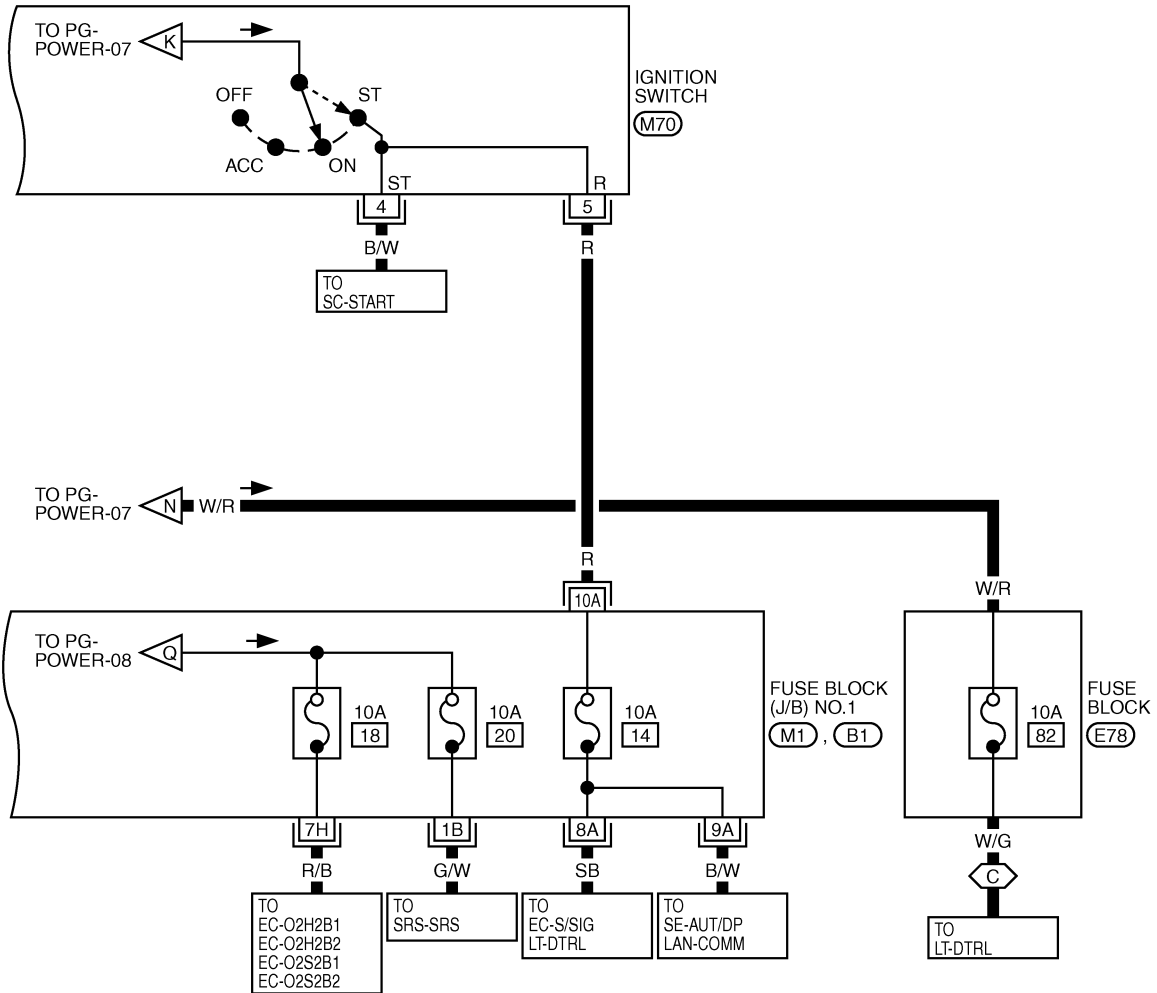 TO PG-
POWER-07
K
OFF
ST
ACC
ON
IGNITION
SWITCH
M70
ST
R
4
5
B/W
R
TO
SC-START
TO PG-
POWER-07
N
W/R
R
10A
W/R
TO PG-
POWER-08
Q
10A
18
10A
20
10A
14
FUSE BLOCK
(J/B) NO.1
M1 , B1
10A
82
FUSE
BLOCK
E78
7H
1B
8A
9A
W/G
R/B
G/W
SB
B/W
C
TO
EC-O2H2B1
EC-O2H2B2
EC-O2S2B1
EC-O2S2B2
TO
SRS-SRS
TO
EC-S/SIG
LT-DTRL
TO
SE-AUT/DP
LAN-COMM
TO
LT-DTRL